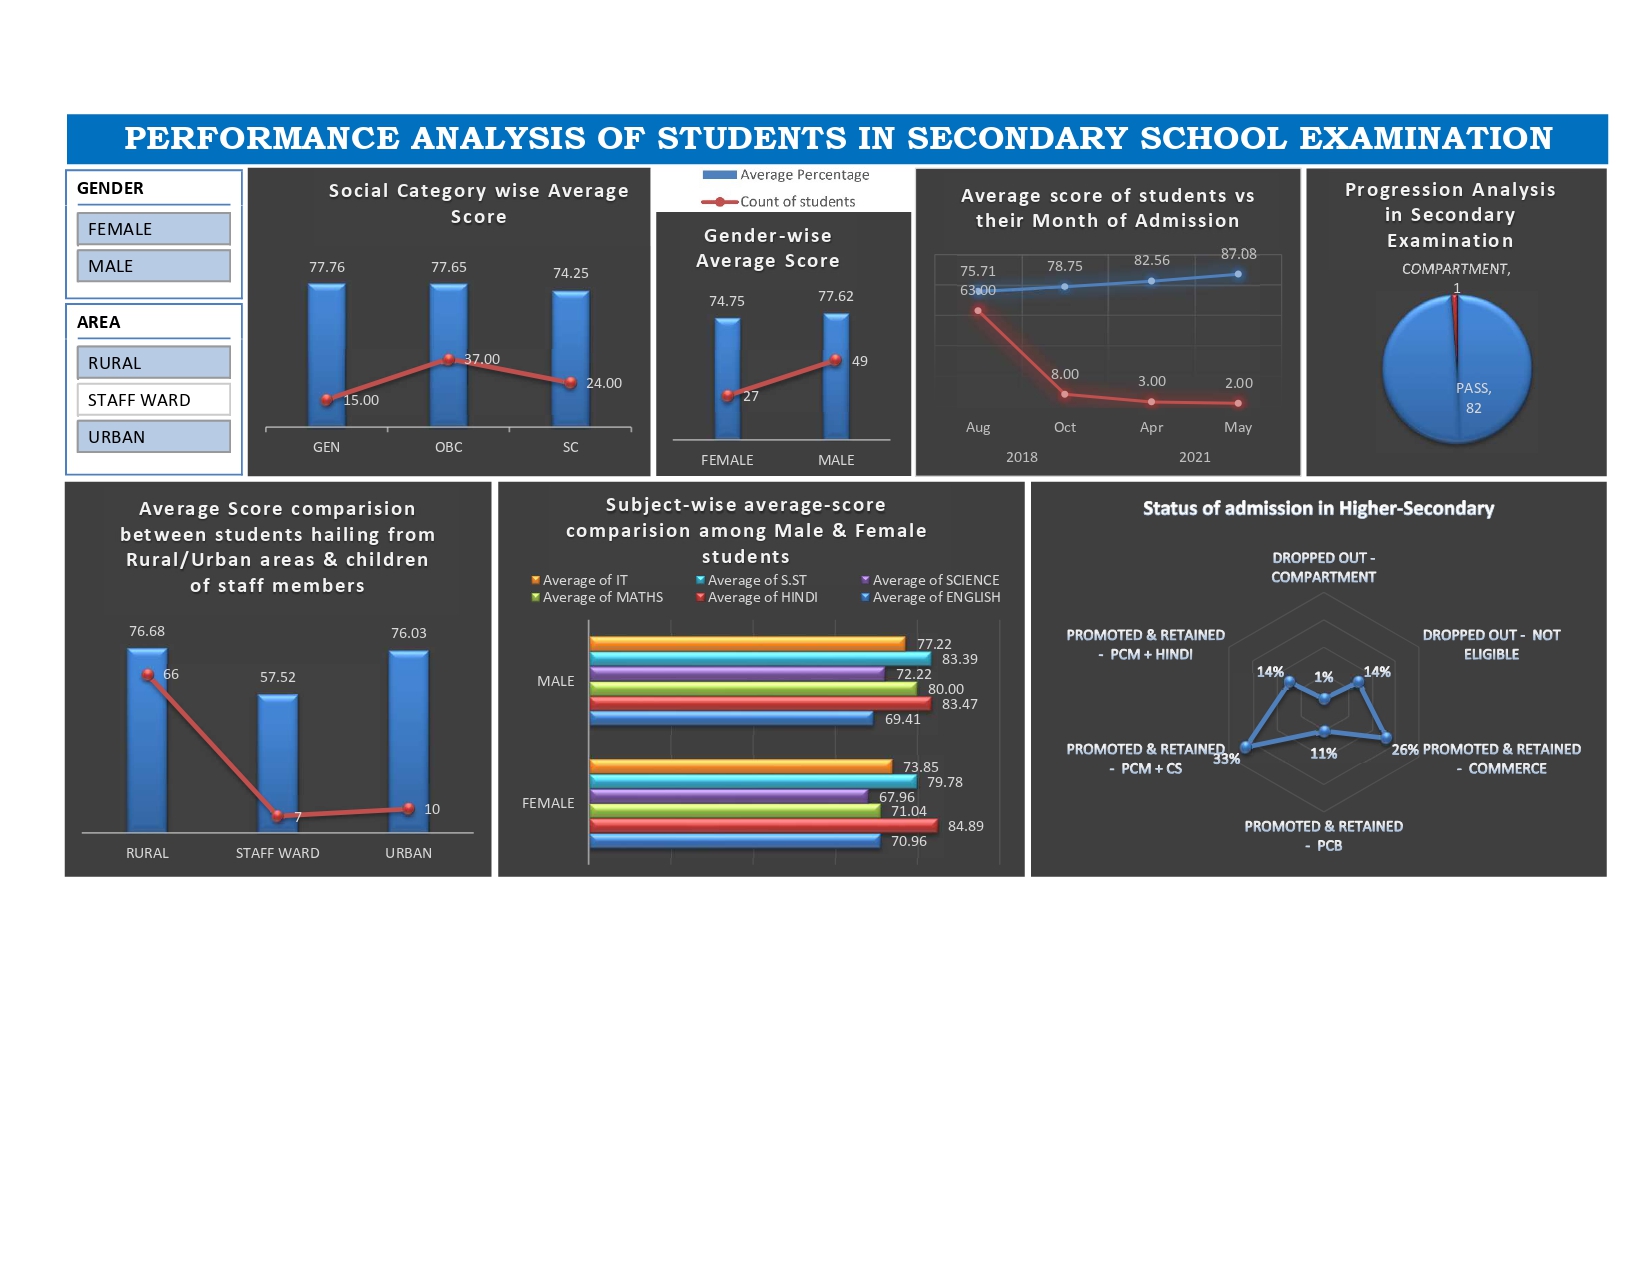 PERFORMANCE ANALYSIS OF STUDENTS IN SECONDARY SCHOOL EXAMINATION
GENDER
FEMALE
MALE
AREA
RURAL
STAFF WARD
URBAN
Social Category wise Average
Score
77.76
77.65
74.25
15.00
37.00
24.00
GEN
OBC
SC
Average Percentage
Count of students
Gender-wise
Average Score
74.75
77.62
27
49
FEMALE
MALE
Average score of students vs
their Month of Admission
75.71
78.75
82.56
87.08
63.00
8.00
3.00
2.00
Aug
Oct
Apr
May
2018
2021
Progression Analysis
in Secondary
Examination
COMPARTMENT,
1
PASS,
82
Average Score comparision
between students hailing from
Rural/Urban areas & children
of staff members
76.68
57.52
76.03
66
7
10
RURAL
STAFF WARD
URBAN
Subject-wise average-score
comparision among Male & Female
students
Average of IT
Average of S.ST
Average of SCIENCE
Average of MATHS
Average of HINDI
Average of ENGLISH
MALE
77.22
83.39
72.22
80.00
83.47
69.41
FEMALE
73.85
79.78
67.96
71.04
84.89
70.96
Status of admission in Higher-Secondary
DROPPED OUT -
COMPARTMENT
DROPPED OUT - NOT
ELIGIBLE
PROMOTED & RETAINED
- COMMERCE
PROMOTED & RETAINED
- PCB
PROMOTED & RETAINED
- PCM + CS
PROMOTED & RETAINED
- PCM + HINDI
1%
14%
26%
11%
33%
14%